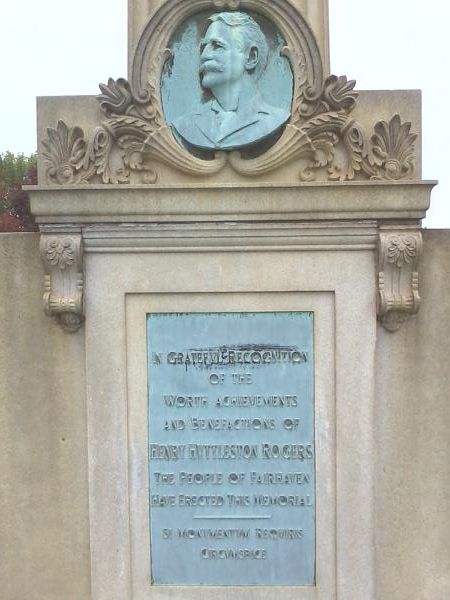 IN GRATEFUL RECOGNITION
OF THE
WORTH ACHIEVEMENTS
AND BENEFACTIONS OF
HENRY HUTTLESTON ROGERS
THE PEOPLE OF FAIRHAVEN
HAVE ERECTED THIS MEMORIAL
SI MONUMENTUM REQUIRIS
CIRCUMSPICE